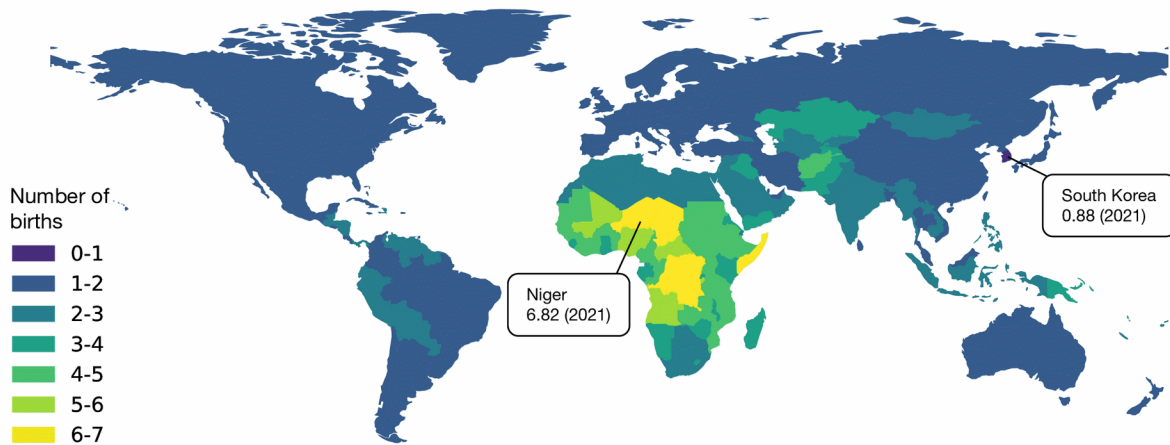 Number of
births
0-1
1-2
2-3
3-4
4-5
5-6
6-7
Niger
6.82 (2021)
South Korea
0.88 (2021)